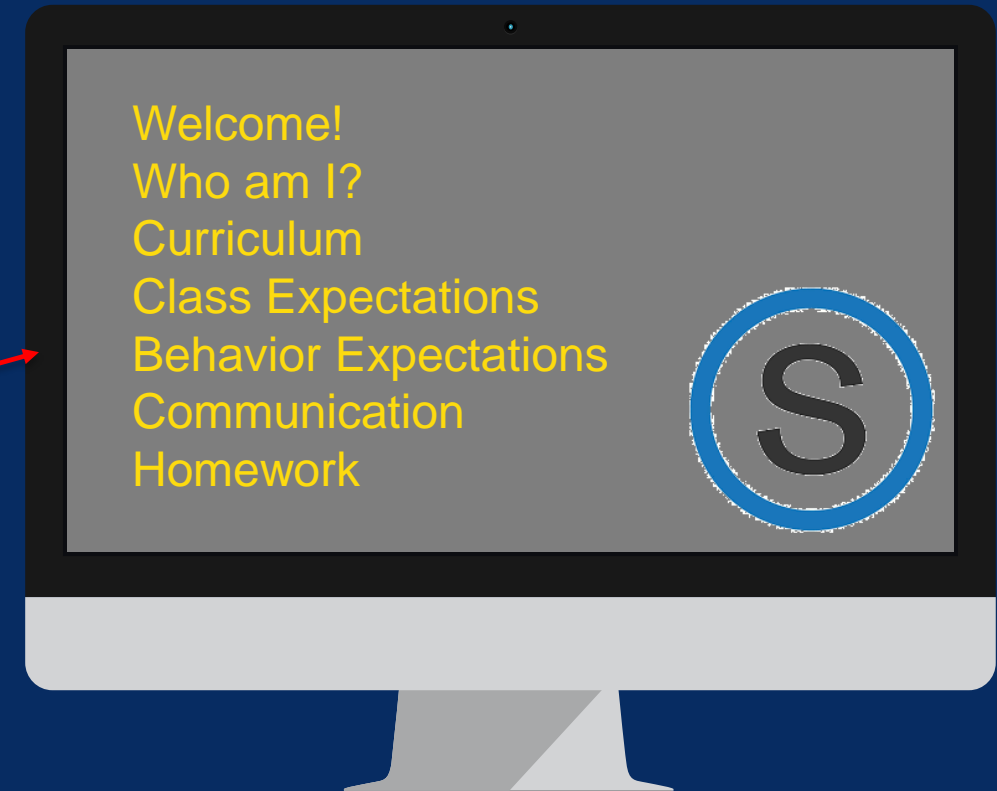 Welcome!
Who am I?
Curriculum
Class Expectations
Behavior Expectations
Communication
Homework
S